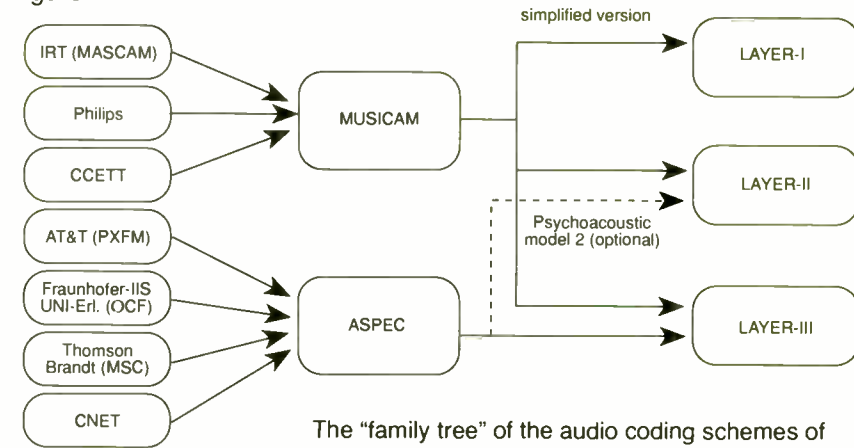 simplified version
IRT (MASCAM)
Philips
CCETT
AT&T (PXFM)
Fraunhofer-IIS
UNI-Erl. (OCF)
Thomson
Brandt (MSC)
CNET
MUSICAM
ASPEC
Psychoacoustic
model 2 (optional)
LAYER-I
LAYER-II
LAYER-III
The “family tree” of the audio coding schemes of